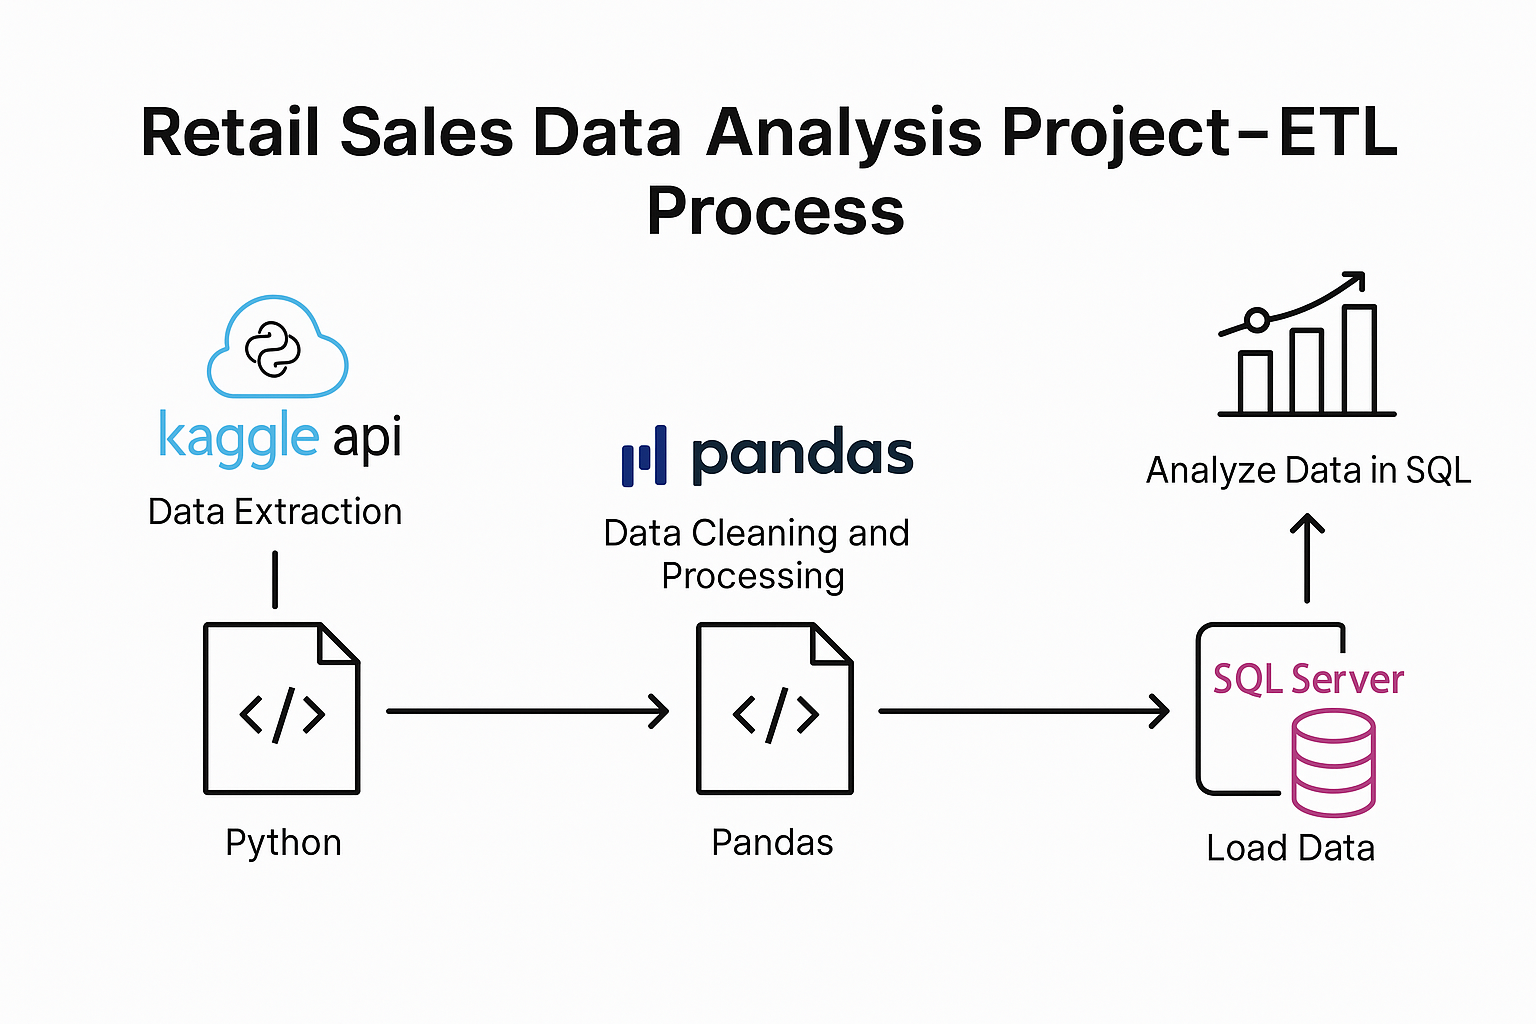 Retail Sales Data Analysis Project–ETL
Process
kaggle api
Data Extraction
</>
Python
pandas
Data Cleaning and
Processing
</>
Pandas
Analyze Data in SQL
SQL Server
Load Data